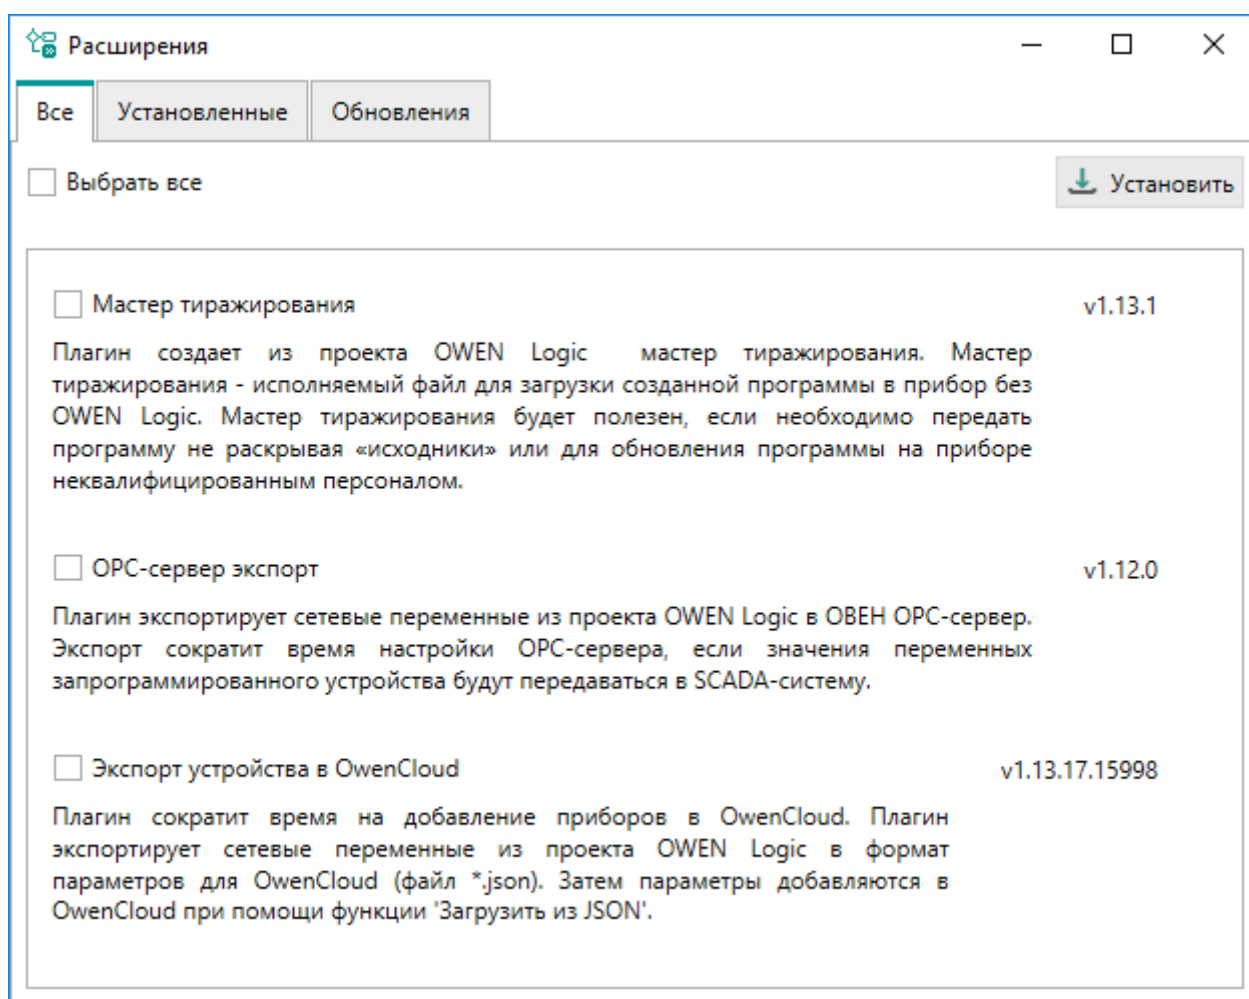 Расширения
Все Установленные Обновления
Выбрать все Установить
Мастер тиражирования v1.13.1
Плагин создает из проекта OWEN Logic мастер тиражирования. Мастер
тиражирования - исполняемый файл для загрузки созданной программы в прибор без
OWEN Logic. Мастер тиражирования будет полезен, если необходимо передать
программу не раскрывая «исходники» или для обновления программы на приборе
неквалифицированным персоналом.
OPC-сервер экспорт v1.12.0
Плагин экспортирует сетевые переменные из проекта OWEN Logic в ОВЕН OPC-сервер.
Экспорт сократит время настройки OPC-сервера, если значения переменных
запрограммированного устройства будут передаваться в SCADA-систему.
Экспорт устройства в OwenCloud v1.13.17.15998
Плагин сократит время на добавление приборов в OwenCloud. Плагин
экспортирует сетевые переменные из проекта OWEN Logic в формат
параметров для OwenCloud (файл *.json). Затем параметры добавляются в
OwenCloud при помощи функции 'Загрузить из JSON'.